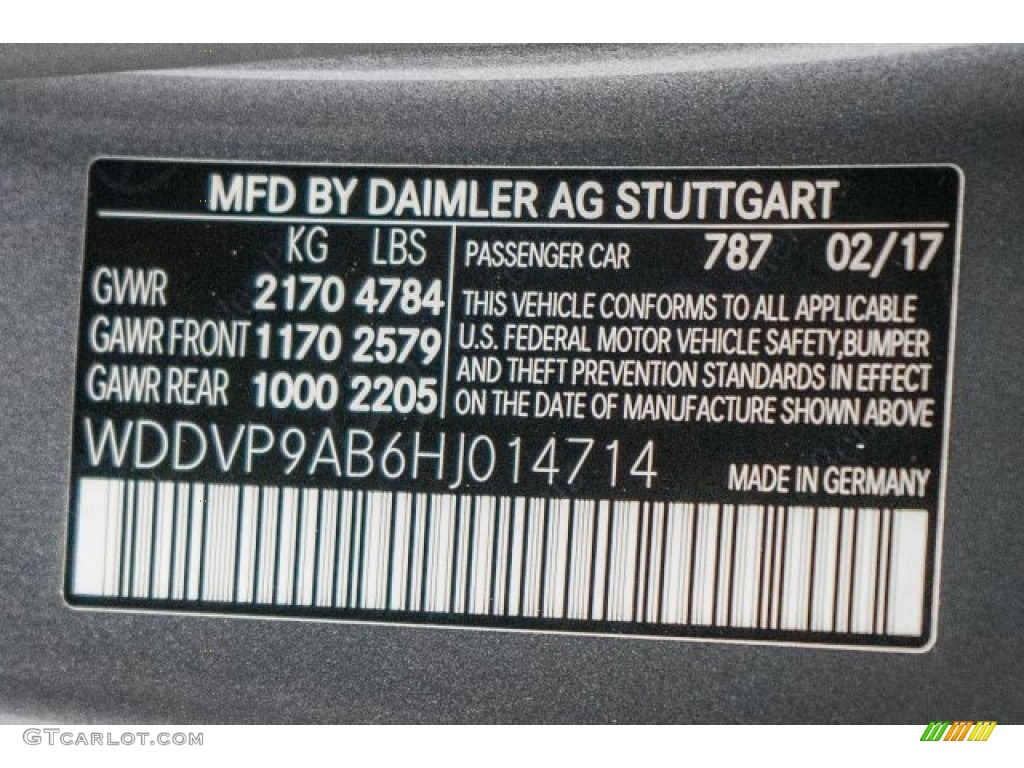 MFD BY DAIMLER AG STUTTGART
KG LBS
GVWR 2170 4784
GAWR FRONT 1170 2579
GAWR REAR 1000 2205
PASSENGER CAR 787 02/17
THIS VEHICLE CONFORMS TO ALL APPLICABLE
U.S. FEDERAL MOTOR VEHICLE SAFETY, BUMPER
AND THEFT PREVENTION STANDARDS IN EFFECT
ON THE DATE OF MANUFACTURE SHOWN ABOVE
WDDVP9AB6HJ014714
MADE IN GERMANY
GTCarlot.com